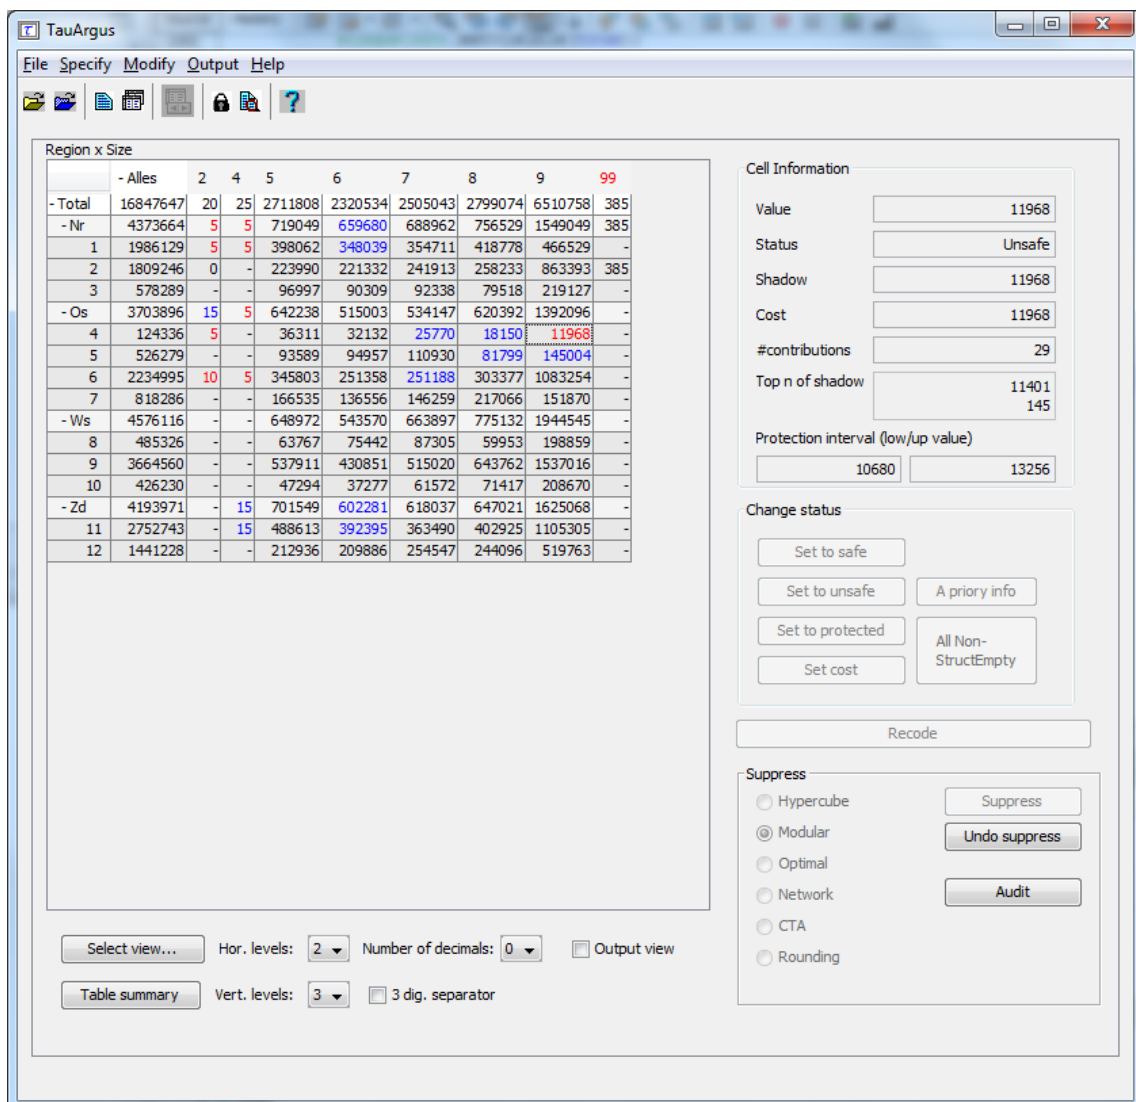 TauArgus
File Specify Modify Output Help
Region x Size
- Alles 2 4 5 6 7 8 9 99
- Total 16847647 20 25 2711808 2320534 2505043 2799074 6510758 385
- Nr 4373664 5 5 719049 659680 688962 756529 1549049 385
1 1986129 5 5 398062 348039 354711 418778 466529 -
2 1809246 0 - 223990 221332 241913 258233 863393 385
3 578289 - - 96997 90309 92338 79518 219127 -
- Os 3703896 15 5 642238 515003 534147 620392 1392096 -
4 124336 5 - 36311 32132 25770 18150 11968 -
5 526279 - - 93589 94957 110930 81799 145004 -
6 2234995 10 5 345803 251358 251188 303377 1083254 -
7 818286 - - 166535 136556 146259 217066 151870 -
- Ws 4576116 - - 648972 543570 663897 775132 1944545 -
8 485326 - - 63767 75442 87305 59953 198859 -
9 3664560 - - 537911 430851 515020 643762 1537016 -
10 426230 - - 47294 37277 61572 71417 208670 -
- Zd 4193971 - 15 701549 602281 618037 647021 1625068 -
11 2752743 - 15 488613 392395 363490 402925 1105305 -
12 1441228 - - 212936 209886 254547 244096 519763 -
Select view... Hor. levels: 2 Number of decimals: 0 Output view
Table summary Vert. levels: 3 3 dig. separator
Cell Information
Value 11968
Status Unsafe
Shadow 11968
Cost 11968
#contributions 29
Top n of shadow 11401
145
Protection interval (low/up value)
10680 13256
Change status
Set to safe
Set to unsafe A priory info
Set to protected All Non-
StructEmpty
Set cost
Recode
Suppress
Hypercube Suppress
Modular Undo suppress
Optimal
Network Audit
CTA
Rounding